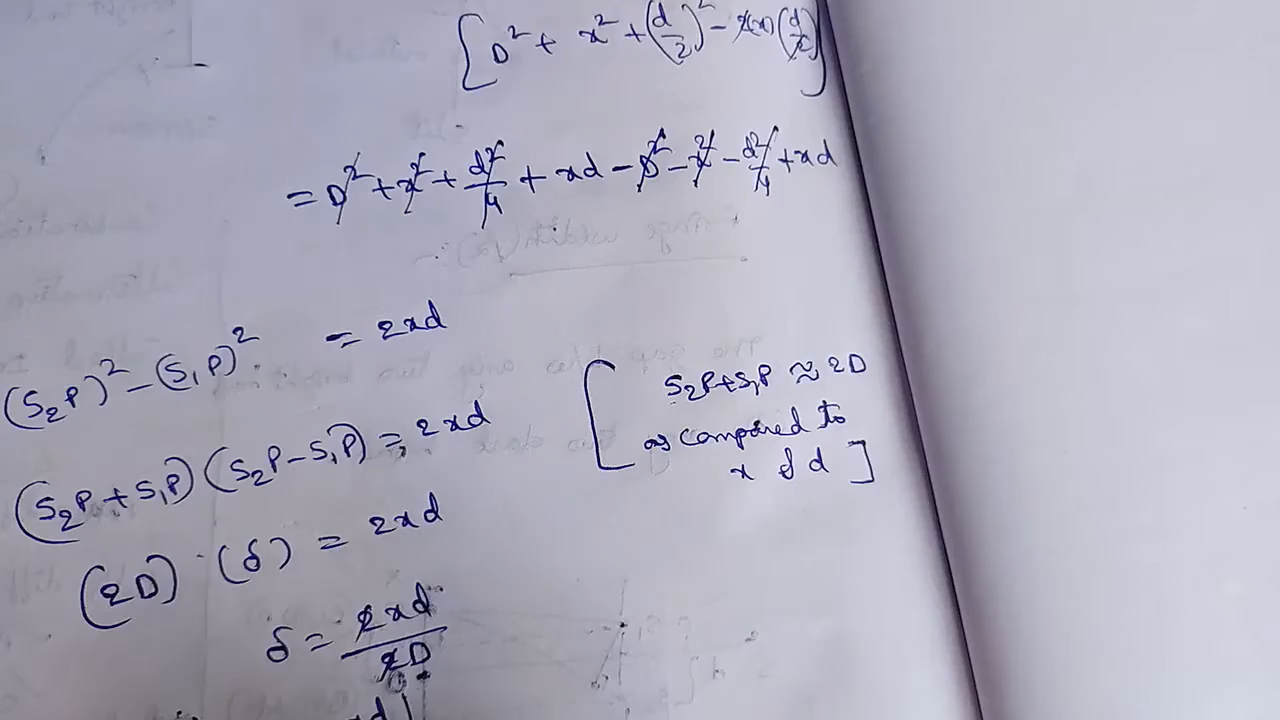 [D² + x² + (d/2)² - 2(x)(d/2)]
= D² + x² + d²/4 + xd - D² - x² - d²/4 + xd
(S₂P)² - (S₁P)² = 2xd
(S₂P + S₁P) (S₂P - S₁P) = 2xd
[S₂P + S₁P ≈ 2D
as compared to
x & d]
(2D) · (δ) = 2xd
δ = 2xd/2D